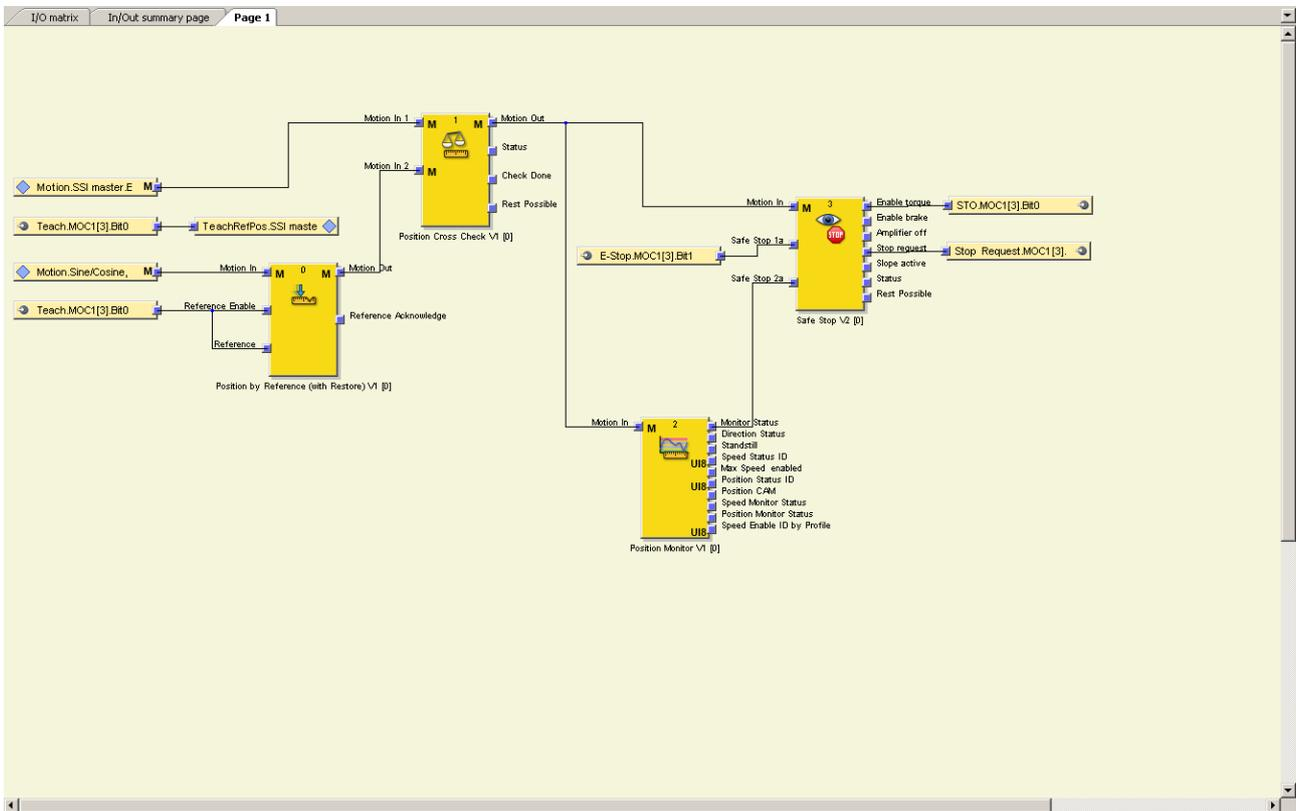 I/O matrix
In/Out summary page
Page 1
Motion In 1
M
1
M
Motion Out
Status
Motion In 2
M
Check Done
Rest Possible
Position Cross Check V1 [0]
Motion.SSI master.E
M
Teach.MOC1[3].Bit0
TeachRefPos.SSI maste
Motion.Sine/Cosine,
M
Teach.MOC1[3].Bit0
Motion In
M
0
M
Motion Out
Reference Enable
Reference Acknowledge
Reference
Position by Reference (with Restore) V1 [0]
Motion In
M
3
Enable torque
STO.MOC1[3].Bit0
Enable brake
Amplifier off
Safe Stop 1a
E-Stop.MOC1[3].Bit1
STOP
Stop request
Stop Request.MOC1[3].
Slope active
Safe Stop 2a
Status
Rest Possible
Safe Stop V2 [0]
Motion In
M
2
Monitor Status
Direction Status
Standstill
Speed Status ID
UI8
Max Speed enabled
Position Status ID
UI8
Position CAM
Speed Monitor Status
Position Monitor Status
Speed Enable ID by Profile
UI8
Position Monitor V1 [0]